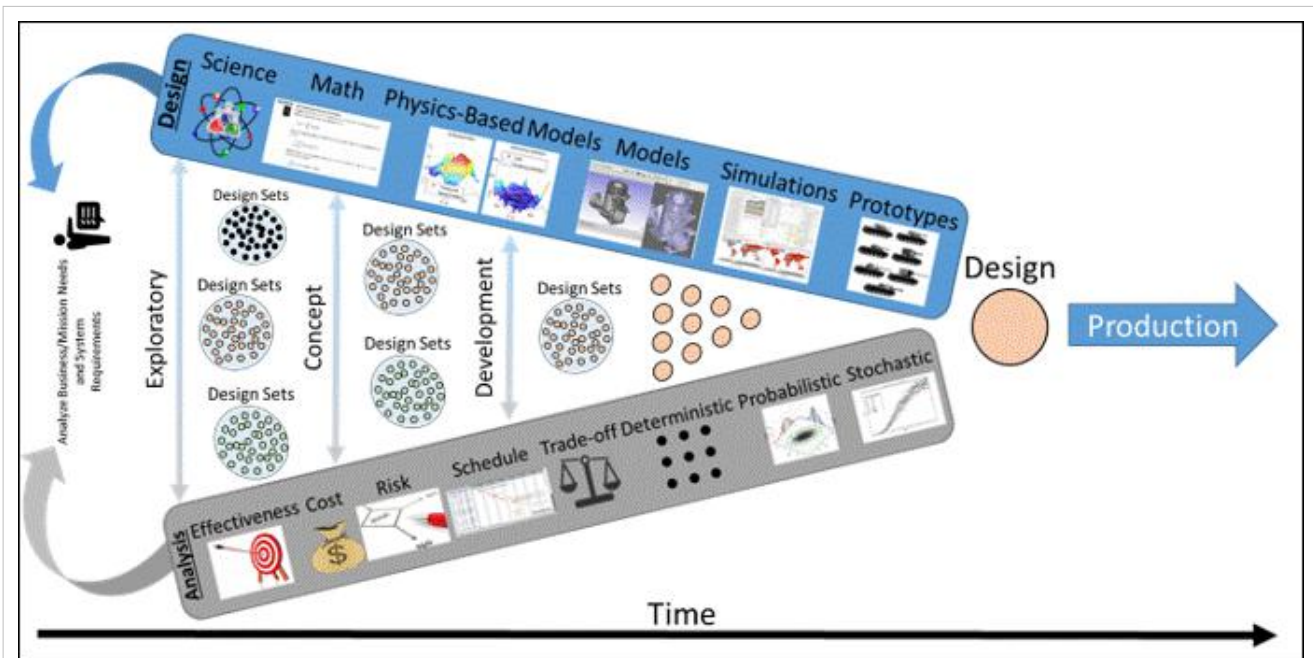 Design
Science
Math
Physics-Based Models
Models
Simulations
Prototypes
Analyze Business/Mission Needs
and System
Requirements
Exploratory
Design Sets
Design Sets
Design Sets
Concept
Design Sets
Design Sets
Development
Design Sets
Design
Production
Analysis
Effectiveness
Cost
$
Risk
Schedule
Trade-off
Deterministic
Probabilistic
Stochastic
Time